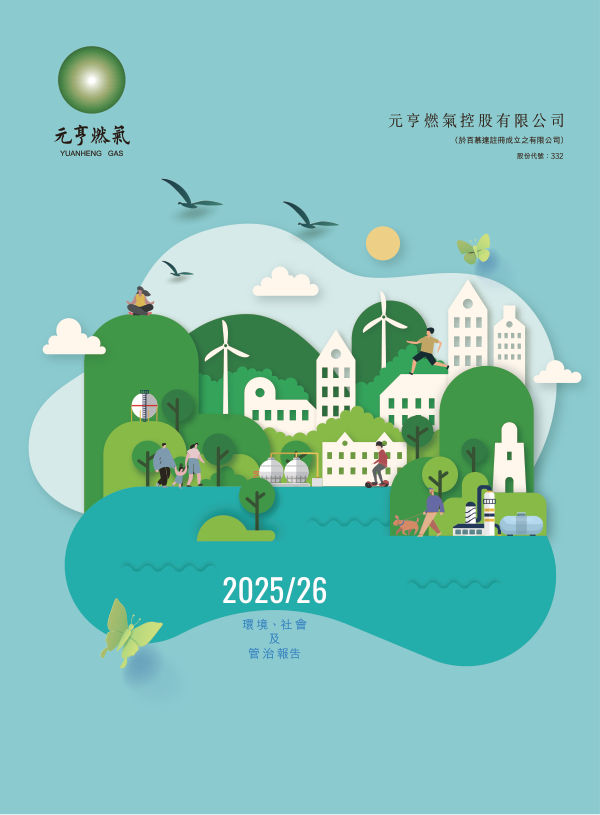 元亨燃氣
YUANHENG GAS
元亨燃氣控股有限公司
（於百慕達註冊成立之有限公司）
股份代號：332
2025/26
環境、社會
及
管治報告